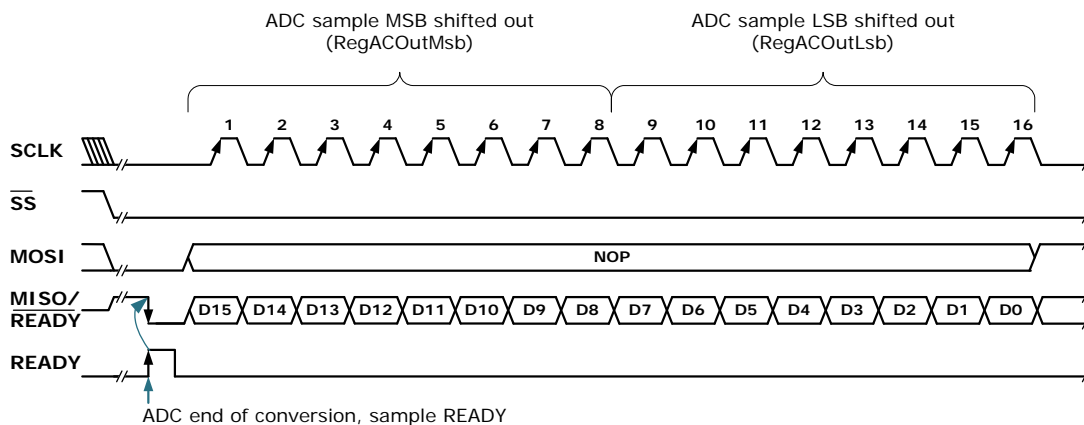 ADC sample MSB shifted out
(RegACOutMsb)
ADC sample LSB shifted out
(RegACOutLsb)
1 2 3 4 5 6 7 8 9 10 11 12 13 14 15 16
SCLK
SS
MOSI
NOP
MISO/
READY
D15 D14 D13 D12 D11 D10 D9 D8 D7 D6 D5 D4 D3 D2 D1 D0
READY
ADC end of conversion, sample READY